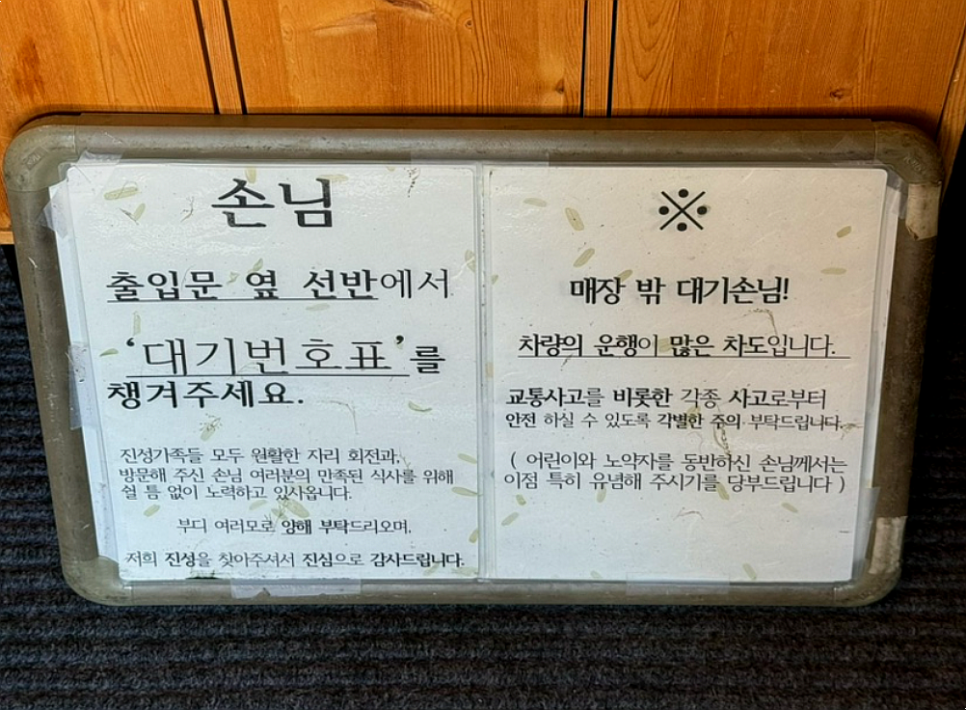 손님
출입문 옆 선반에서
‘대기번호표’를
챙겨주세요.
진성가족들 모두 원활한 자리 회전과,
방문해 주신 손님 여러분의 만족된 식사를 위해
쉴 틈 없이 노력하고 있사옵니다.
부디 여러모로 양해 부탁드리오며,
저희 진성을 찾아주셔서 진심으로 감사드립니다.
※
매장 밖 대기손님!
차량의 운행이 많은 차도입니다.
교통사고를 비롯한 각종 사고로부터
안전 하실 수 있도록 각별한 주의 부탁드립니다.
( 어린이와 노약자를 동반하신 손님께서는
이점 특히 유념해 주시기를 당부드립니다 )